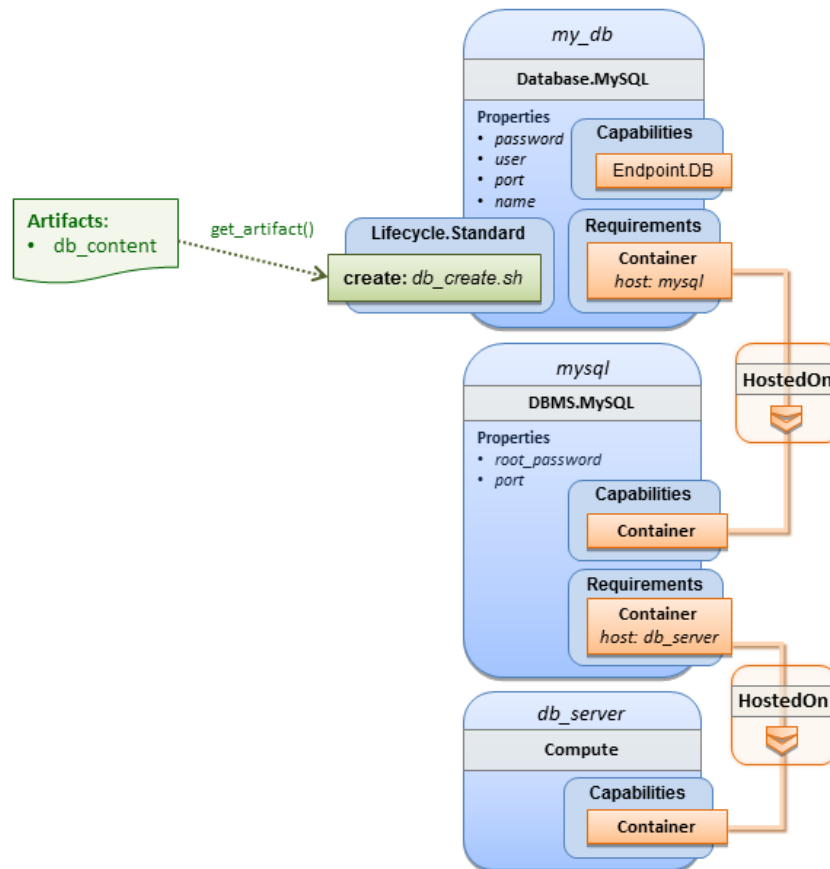 my_db
Database.MySQL
Properties
• password
• user
• port
• name
Capabilities
Endpoint.DB
Requirements
Container
host: mysql
Artifacts:
• db_content
get_artifact()
Lifecycle.Standard
create: db_create.sh
HostedOn
mysql
DBMS.MySQL
Properties
• root_password
• port
Capabilities
Container
Requirements
Container
host: db_server
HostedOn
db_server
Compute
Capabilities
Container